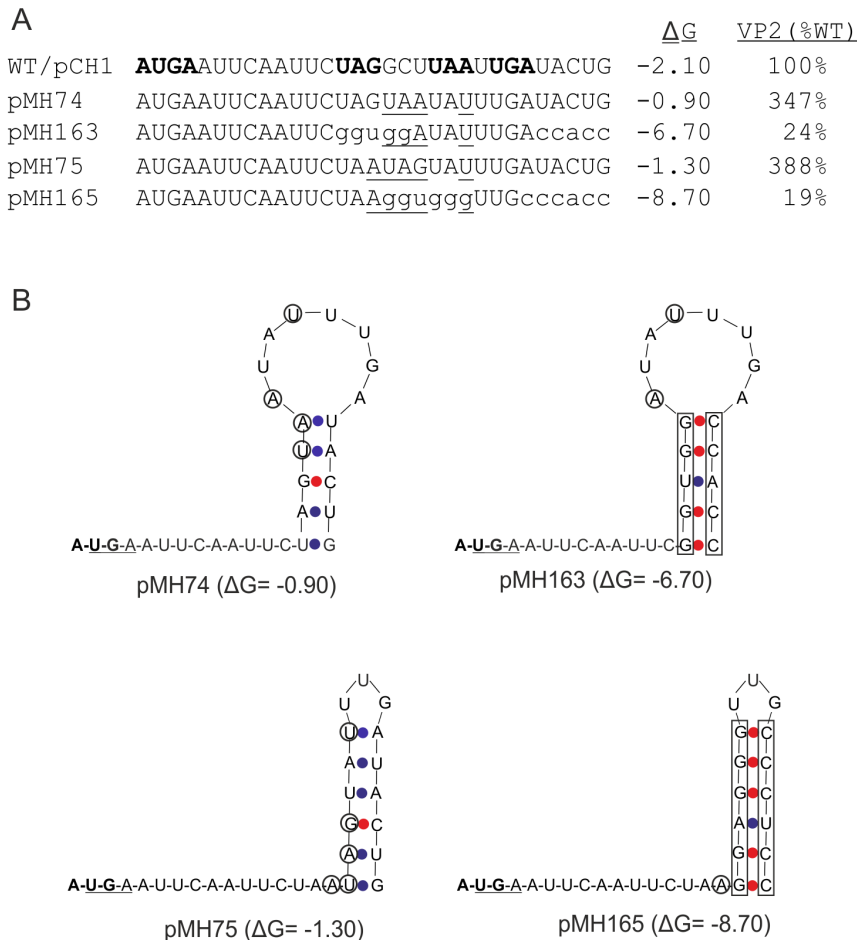 A
ΔG VP2(%WT)
WT/pCH1 AUGAAUUCAAUUCUAGGCUUAAUUGAUACUG -2.10 100%
pMH74 AUGAAUUCAAUUCUAGUAAUAUUUGAUACUG -0.90 347%
pMH163 AUGAAUUCAAUUCgguggAUAUUUGAccacc -6.70 24%
pMH75 AUGAAUUCAAUUCUAAUAGUAUUUGAUACUG -1.30 388%
pMH165 AUGAAUUCAAUUCUAAggugggUUGcccacc -8.70 19%
B
U U U U
A U A U
U G U G
A A A A
A U G C
U A G C
G C U A
A U G C
A-U-G-A-A-U-U-C-A-A-U-U-C-U G A-U-G-A-A-U-U-C-A-A-U-U-C-G C
pMH74 (ΔG= -0.90) pMH163 (ΔG= -6.70)
U U
U G U G
U A G C
A U G C
U A G C
G C A U
A U G C
A-U-G-A-A-U-U-C-A-A-U-U-C-U-A-A-U G A-U-G-A-A-U-U-C-A-A-U-U-C-U-A-A-G C
pMH75 (ΔG= -1.30) pMH165 (ΔG= -8.70)